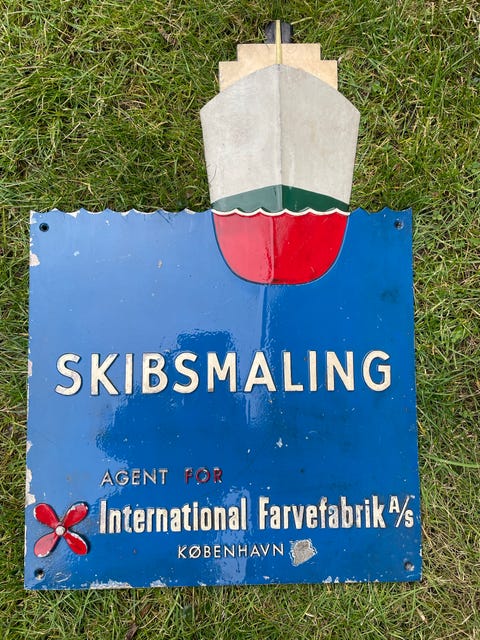 SKIBSMALING
AGENT FOR
International Farvefabrik A/s
KØBENHAVN